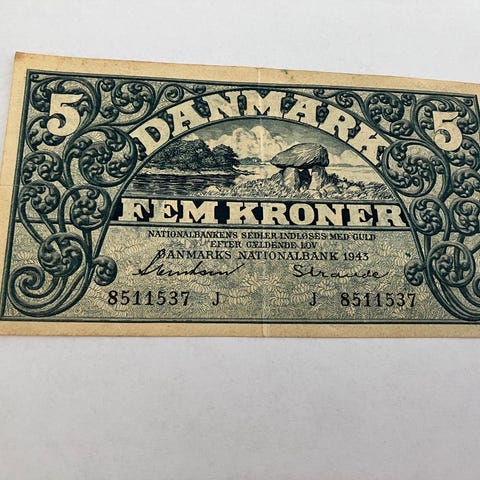 5 DANMARK 5
FEM KRONER
NATIONALBANKENS SEDLER INDLØSES MED GULD
EFTER GÆLDENDE LOV
DANMARKS NATIONALBANK 1943
8511537 J J 8511537